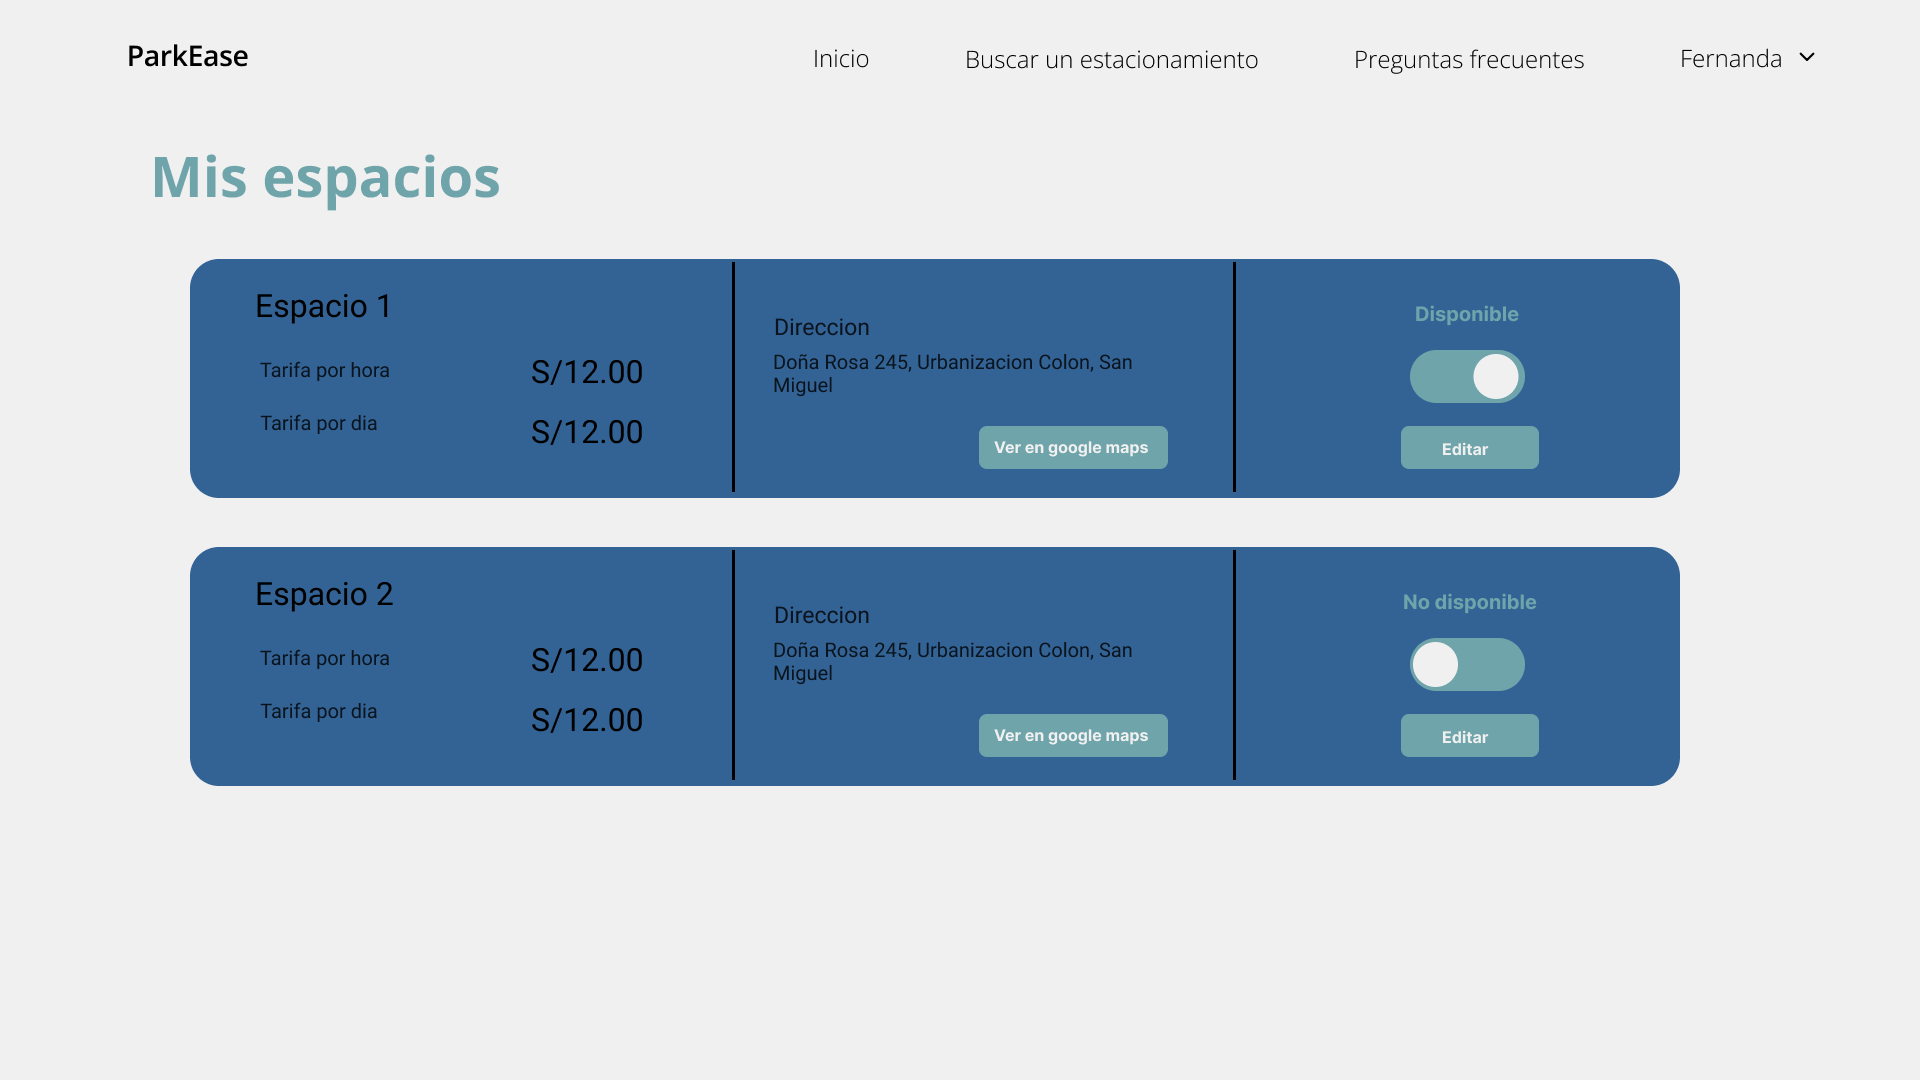 ParkEase
Inicio
Buscar un estacionamiento
Preguntas frecuentes
Fernanda
Mis espacios
Espacio 1
Tarifa por hora
S/12.00
Tarifa por dia
S/12.00
Direccion
Doña Rosa 245, Urbanizacion Colon, San
Miguel
Ver en google maps
Disponible
Editar
Espacio 2
Tarifa por hora
S/12.00
Tarifa por dia
S/12.00
Direccion
Doña Rosa 245, Urbanizacion Colon, San
Miguel
Ver en google maps
No disponible
Editar